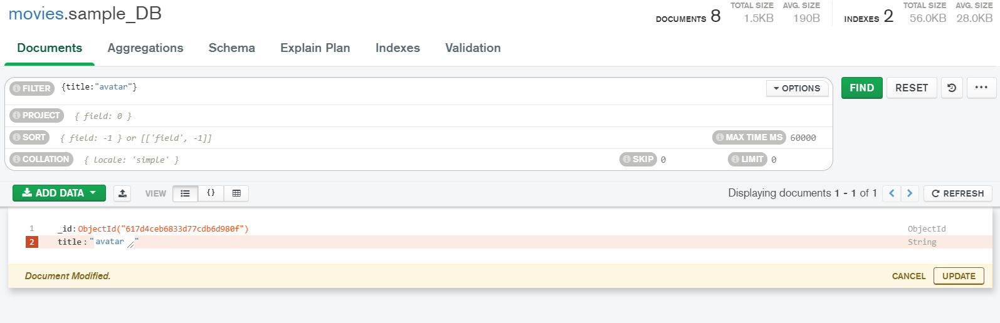 movies.sample_DB
DOCUMENTS 8 TOTAL SIZE 1.5KB AVG. SIZE 190B INDEXES 2 TOTAL SIZE 56.0KB AVG. SIZE 28.0KB
Documents Aggregations Schema Explain Plan Indexes Validation
FILTER {title:"avatar"} OPTIONS FIND RESET ···
PROJECT { field: 0 }
SORT { field: -1 } or [['field', -1]] MAX TIME MS 60000
COLLATION { locale: 'simple' } SKIP 0 LIMIT 0
ADD DATA VIEW {} Displaying documents 1 - 1 of 1 REFRESH
1 _id:ObjectId("617d4ceb6833d77cdb6d980f") ObjectId
2 title:"avatar " String
Document Modified. CANCEL UPDATE